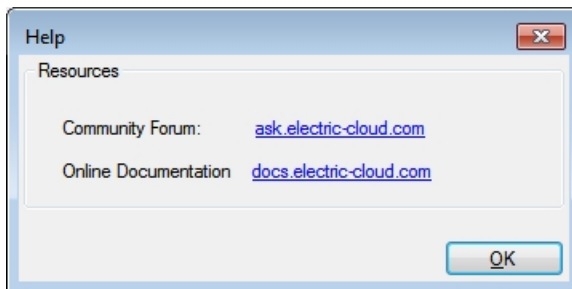 Help
Resources
Community Forum: ask.electric-cloud.com
Online Documentation docs.electric-cloud.com
OK